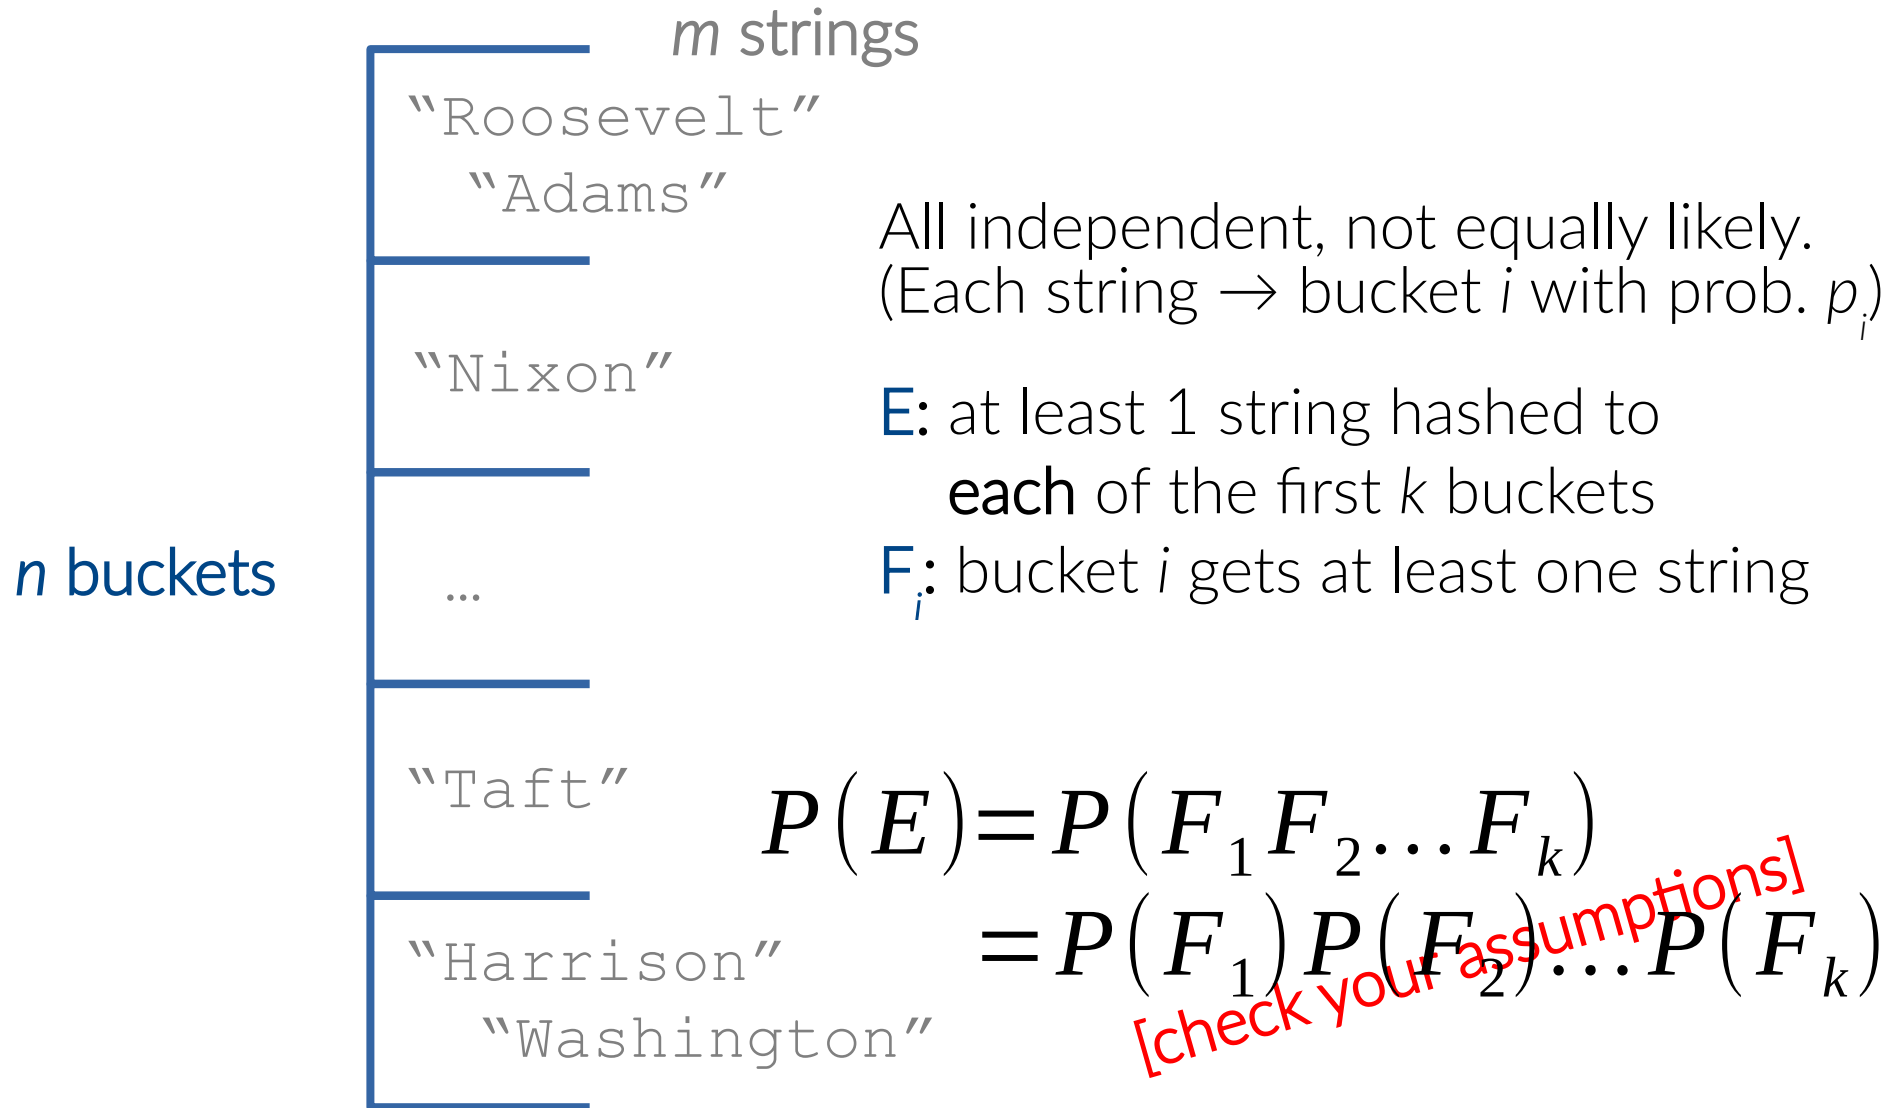 m strings
“Roosevelt”
“Adams”
“Nixon”
n buckets
…
“Taft”
“Harrison”
“Washington”
All independent, not equally likely.
(Each string → bucket i with prob. pᵢ)
E: at least 1 string hashed to
each of the first k buckets
Fᵢ: bucket i gets at least one string
P(E)=P(F₁F₂…Fₖ)
=P(F₁)P(F₂)…P(Fₖ)
[check your assumptions]